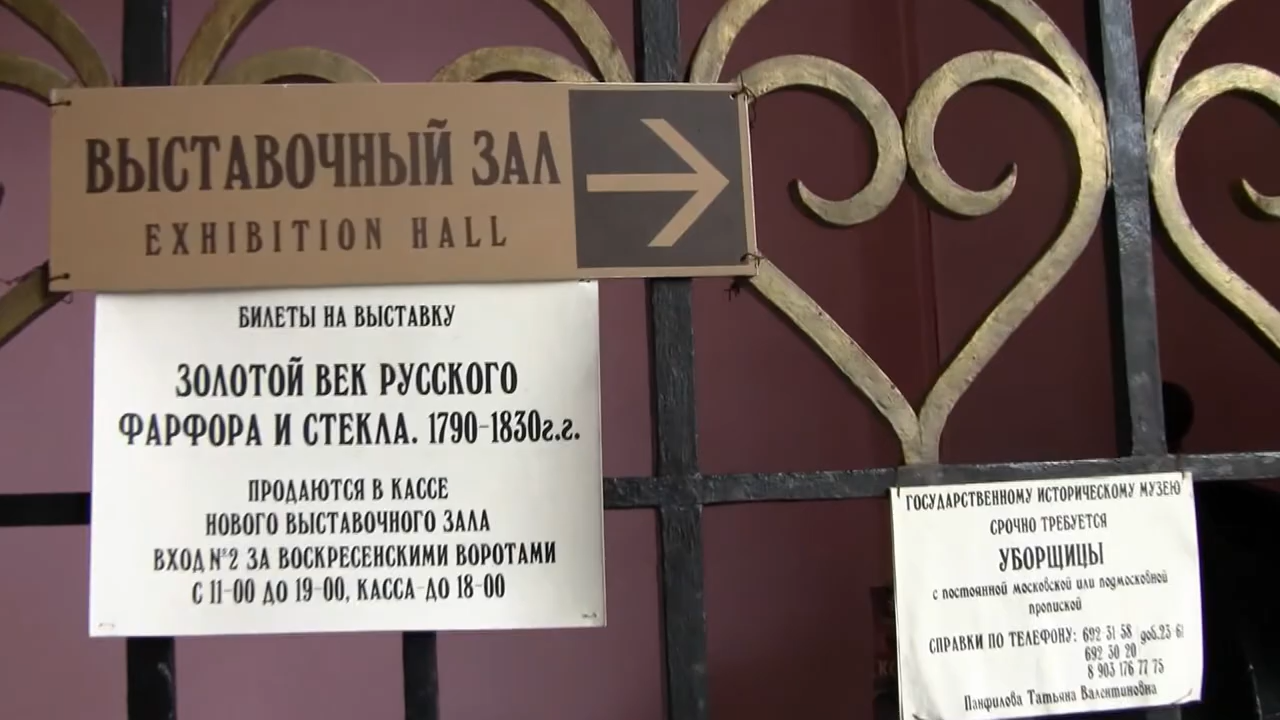 ВЫСТАВОЧНЫЙ ЗАЛ
EXHIBITION HALL
БИЛЕТЫ НА ВЫСТАВКУ
ЗОЛОТОЙ ВЕК РУССКОГО
ФАРФОРА И СТЕКЛА. 1790-1830г.г.
ПРОДАЮТСЯ В КАССЕ
НОВОГО ВЫСТАВОЧНОГО ЗАЛА
ВХОД №2 ЗА ВОСКРЕСЕНСКИМИ ВОРОТАМИ
С 11-00 ДО 19-00, КАССА ДО 18-00
ГОСУДАРСТВЕННОМУ ИСТОРИЧЕСКОМУ МУЗЕЮ
СРОЧНО ТРЕБУЕТСЯ
УБОРЩИЦЫ
с постоянной московской или подмосковной
пропиской
СПРАВКИ ПО ТЕЛЕФОНУ: 692 31 58 доб.23-61
692 30 20
8 903 176 77 75
Панфилова Татьяна Валентиновна